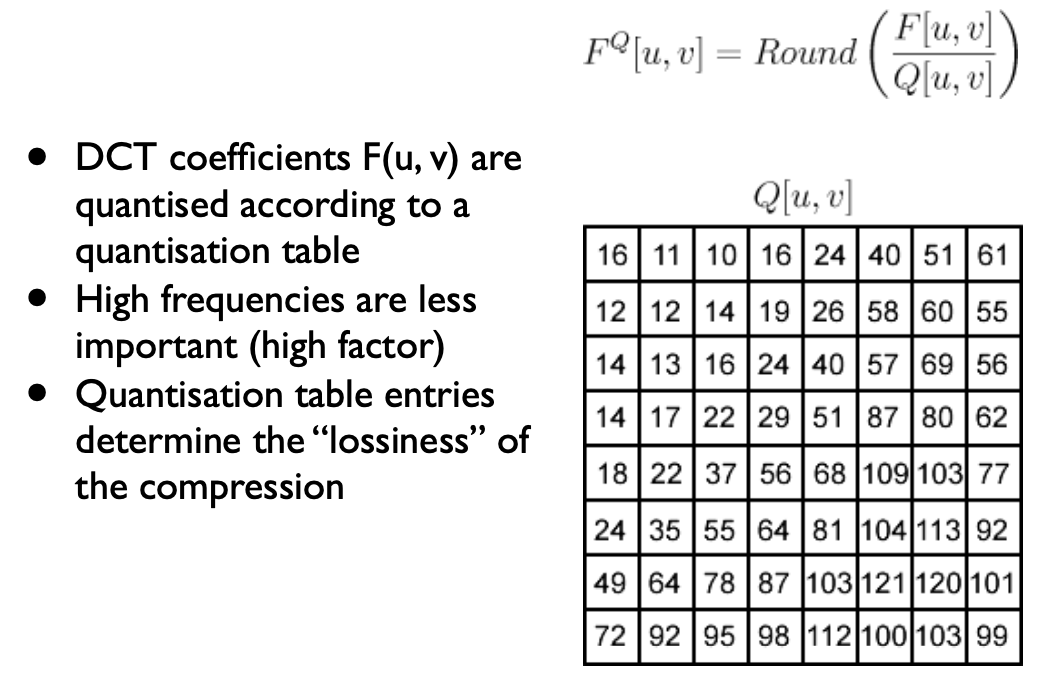 F^Q[u, v] = Round (F[u, v] / Q[u, v])
• DCT coefficients F(u, v) are
quantised according to a
quantisation table
• High frequencies are less
important (high factor)
• Quantisation table entries
determine the “lossiness” of
the compression
Q[u, v]
16 11 10 16 24 40 51 61
12 12 14 19 26 58 60 55
14 13 16 24 40 57 69 56
14 17 22 29 51 87 80 62
18 22 37 56 68 109 103 77
24 35 55 64 81 104 113 92
49 64 78 87 103 121 120 101
72 92 95 98 112 100 103 99